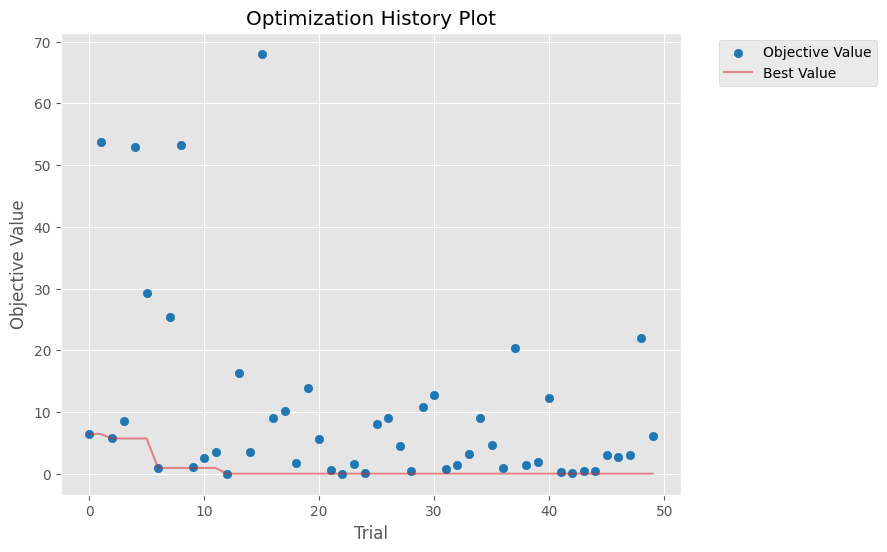 Optimization History Plot
Objective Value
Best Value
70
60
50
40
30
20
10
0
Objective Value
0 10 20 30 40 50
Trial